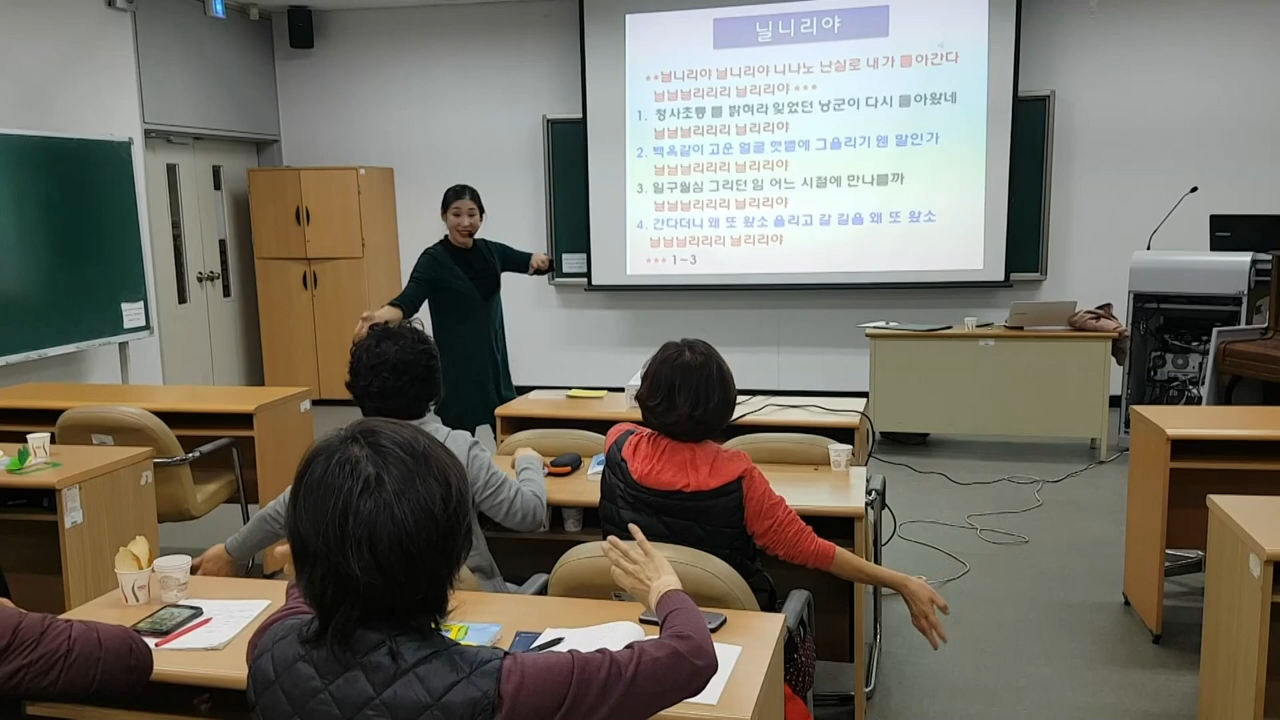 닐니리야
**닐니리야 닐니리야 니나노 난실로 내가 돌아간다
닐닐닐리리리 닐리리야 ***
1. 청사초롱 불 밝혀라 잊었던 낭군이 다시 돌아왔네
닐닐닐리리리 닐리리야
2. 백옥같이 고운 얼굴 햇볕에 그을리기 웬 말인가
닐닐닐리리리 닐리리야
3. 일구월심 그리던 임 어느 시절에 만나볼까
닐닐닐리리리 닐리리야
4. 간다더니 왜 또 왔소 울리고 갈 길을 왜 또 왔소
닐닐닐리리리 닐리리야
*** 1~3